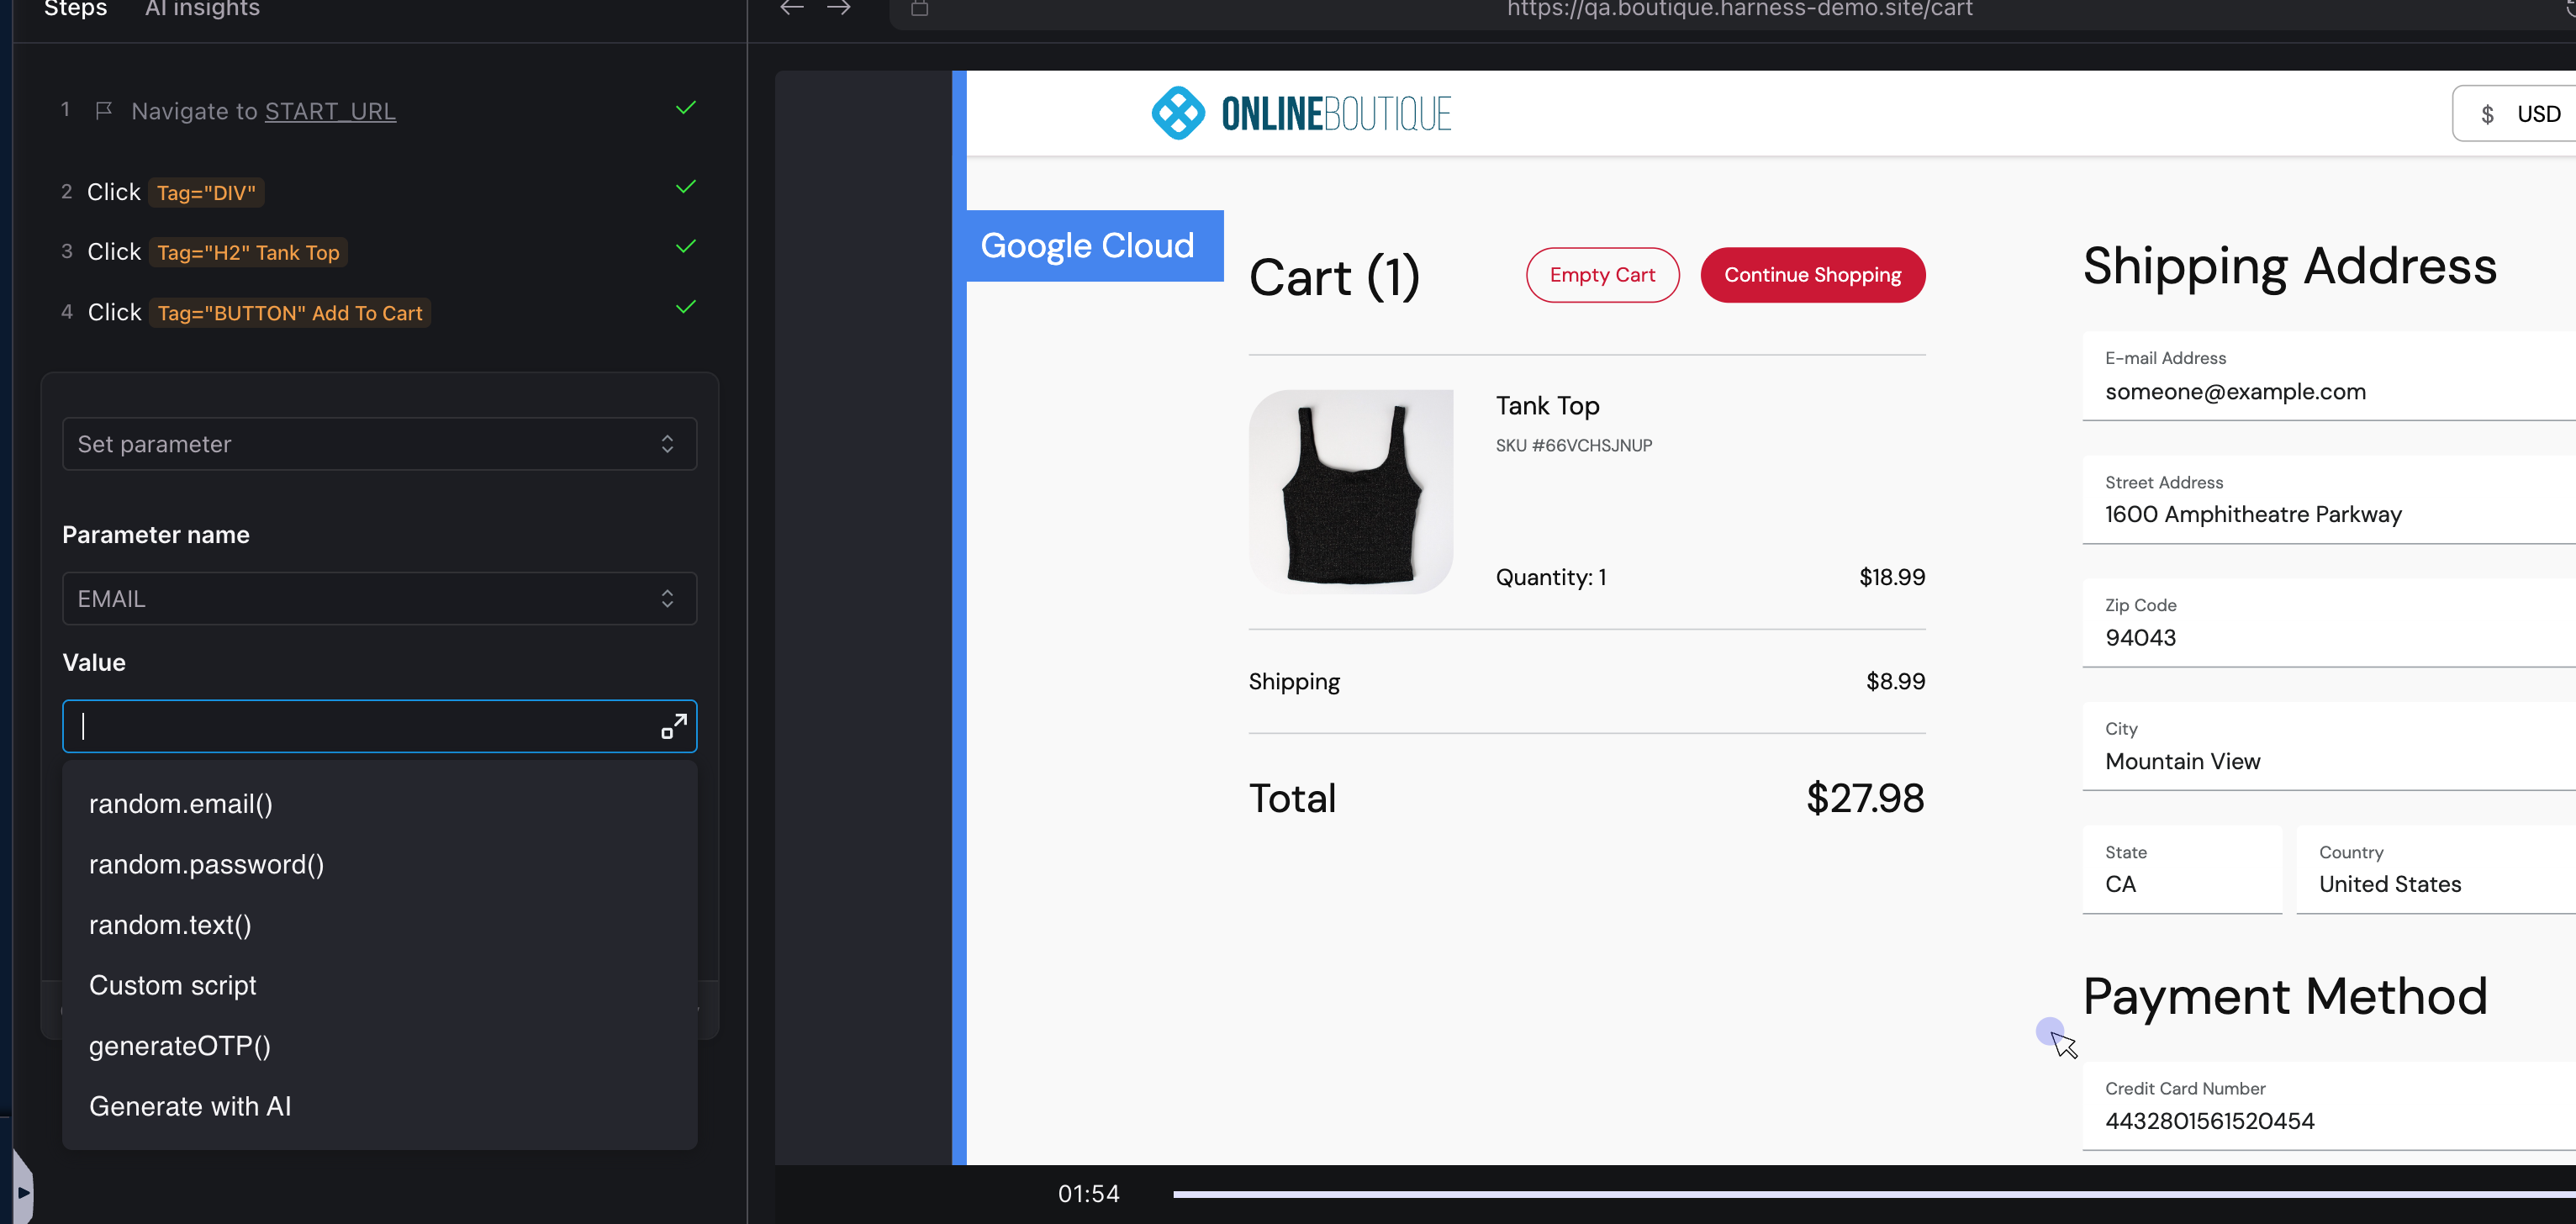 Steps AI insights
1 Navigate to START_URL
2 Click Tag="DIV"
3 Click Tag="H2" Tank Top
4 Click Tag="BUTTON" Add To Cart
Set parameter
Parameter name
EMAIL
Value
random.email()
random.password()
random.text()
Custom script
generateOTP()
Generate with AI
https://qa.boutique.harness-demo.site/cart
ONLINEBOUTIQUE
$ USD
Google Cloud
Cart (1)
Empty Cart
Continue Shopping
Tank Top
SKU #66VCHSJNUP
Quantity: 1 $18.99
Shipping $8.99
Total $27.98
Shipping Address
E-mail Address
someone@example.com
Street Address
1600 Amphitheatre Parkway
Zip Code
94043
City
Mountain View
State
CA
Country
United States
Payment Method
Credit Card Number
4432801561520454
01:54